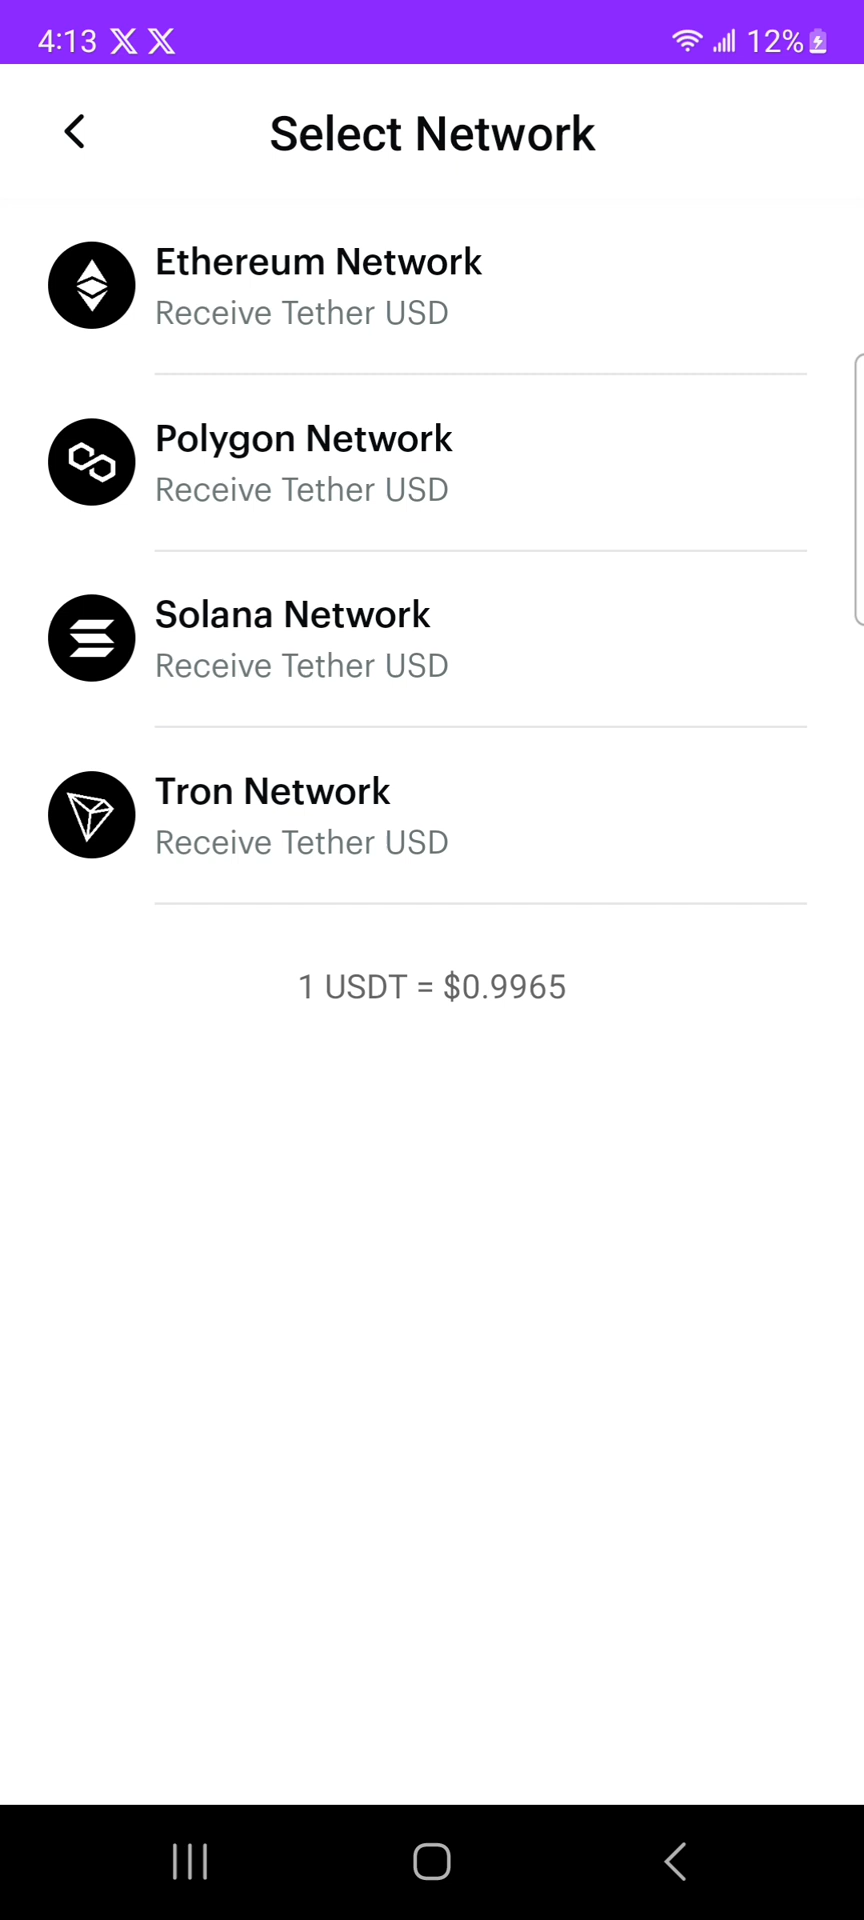 4:13 12%
Select Network
Ethereum Network
Receive Tether USD
Polygon Network
Receive Tether USD
Solana Network
Receive Tether USD
Tron Network
Receive Tether USD
1 USDT = $0.9965